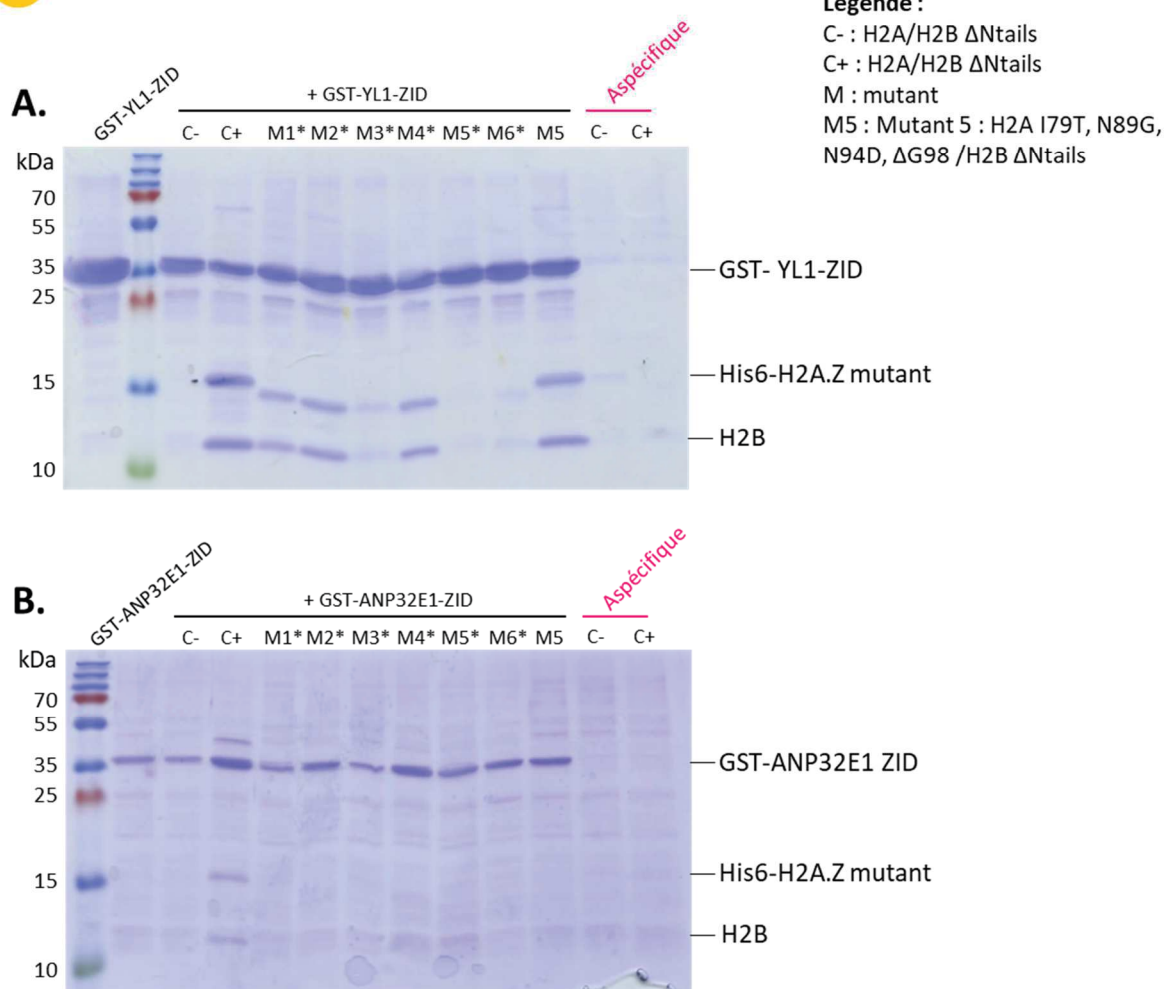 Légende :
C- : H2A/H2B ΔNtails
C+ : H2A/H2B ΔNtails
M : mutant
M5 : Mutant 5 : H2A I79T, N89G,
N94D, ΔG98 /H2B ΔNtails
A.
GST-YL1-ZID
+ GST-YL1-ZID
Aspécifique
C- C+ M1* M2* M3* M4* M5* M6* M5 C- C+
kDa
70
55
35
GST- YL1-ZID
25
15
His6-H2A.Z mutant
H2B
10
B.
GST-ANP32E1-ZID
+ GST-ANP32E1-ZID
Aspécifique
C- C+ M1* M2* M3* M4* M5* M6* M5 C- C+
kDa
70
55
35
GST-ANP32E1 ZID
25
15
His6-H2A.Z mutant
H2B
10